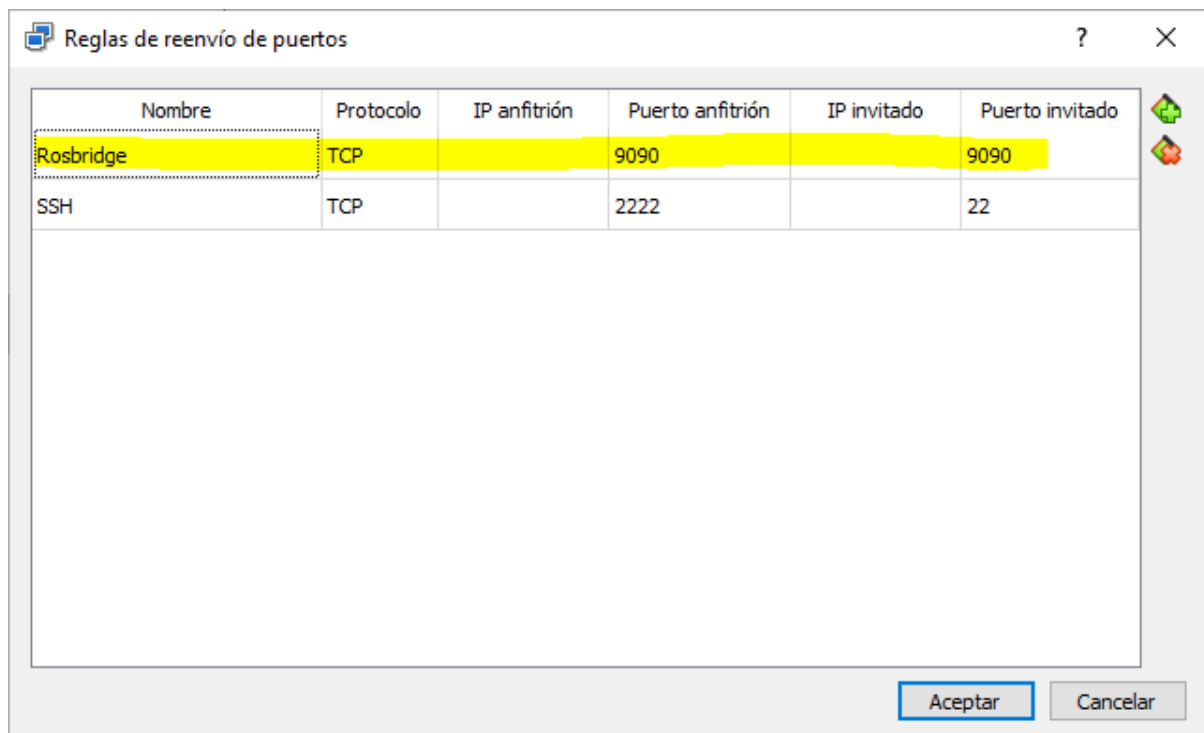 Reglas de reenvío de puertos ?
Nombre Protocolo IP anfitrión Puerto anfitrión IP invitado Puerto invitado
Rosbridge TCP 9090 9090
SSH TCP 2222 22
Aceptar Cancelar